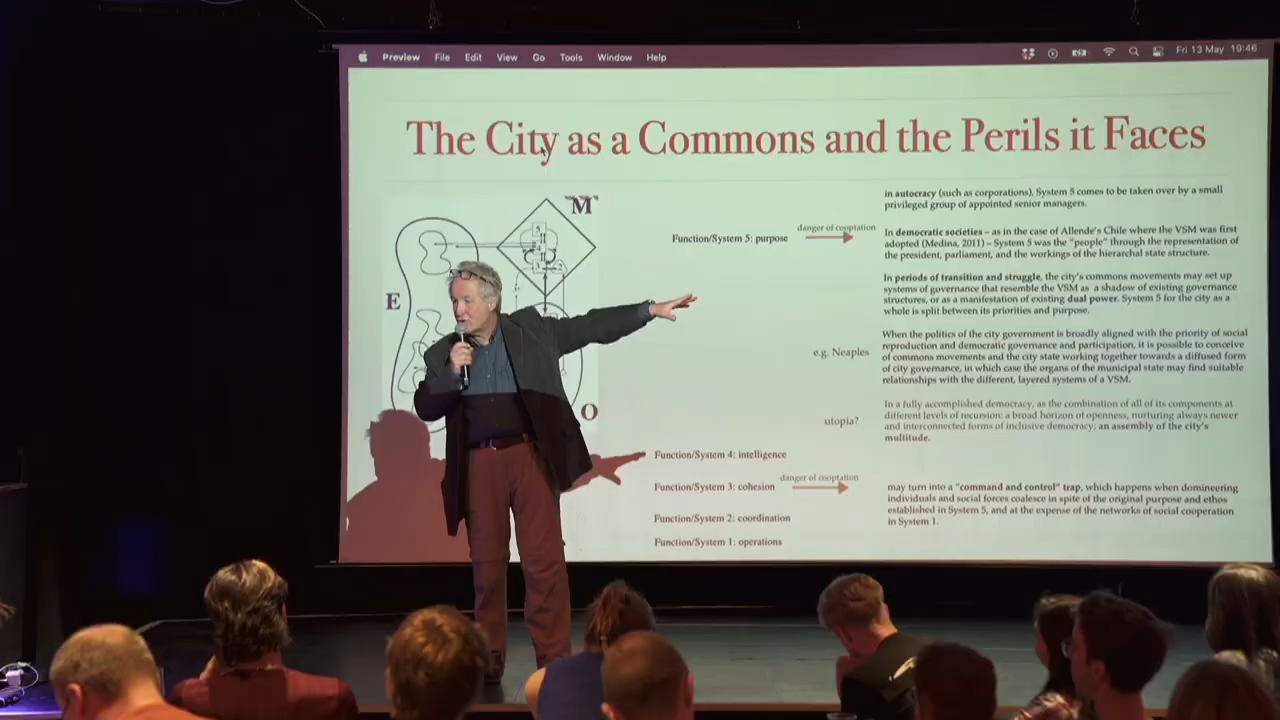 Preview File Edit View Go Tools Window Help Fri 13 May 19:46
The City as a Commons and the Perils it Faces
M
E
O
5
3
2
Function/System 5: purpose
danger of cooptation
in autocracy (such as corporations), System 5 comes to be taken over by a small
privileged group of appointed senior managers.
In democratic societies – as in the case of Allende's Chile where the VSM was first
adopted (Medina, 2011) – System 5 was the "people" through the representation of
the president, parliament, and the workings of the hierarchal state structure.
In periods of transition and struggle, the city's commons movements may set up
systems of governance that resemble the VSM as a shadow of existing governance
structures, or as a manifestation of existing dual power. System 5 for the city as a
whole is split between its priorities and purpose.
e.g. Neaples
When the politics of the city government is broadly aligned with the priority of social
reproduction and democratic governance and participation, it is possible to conceive
of commons movements and the city state working together towards a diffused form
of city governance, in which case the organs of the municipal state may find suitable
relationships with the different, layered systems of a VSM.
utopia?
In a fully accomplished democracy, as the combination of all of its components at
different levels of recursion: a broad horizon of openness, nurturing always newer
and interconnected forms of inclusive democracy; an assembly of the city's
multitude.
Function/System 4: intelligence
Function/System 3: cohesion
danger of cooptation
may turn into a "command and control" trap, which happens when domineering
individuals and social forces coalesce in spite of the original purpose and ethos
established in System 5, and at the expense of the networks of social cooperation
in System 1.
Function/System 2: coordination
Function/System 1: operations